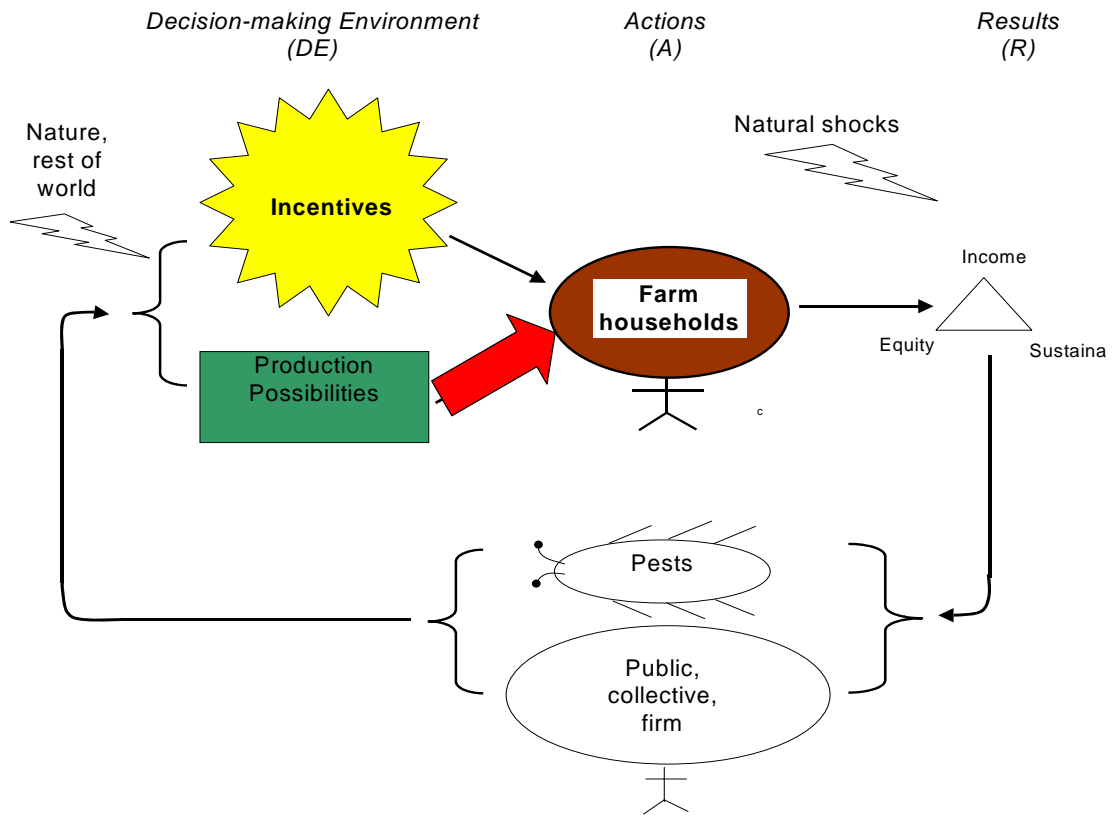 Decision-making Environment
(DE)
Actions
(A)
Results
(R)
Nature,
rest of
world
Incentives
Natural shocks
Farm
households
Income
Equity
Sustaina
Production
Possibilities
c
Pests
Public,
collective,
firm